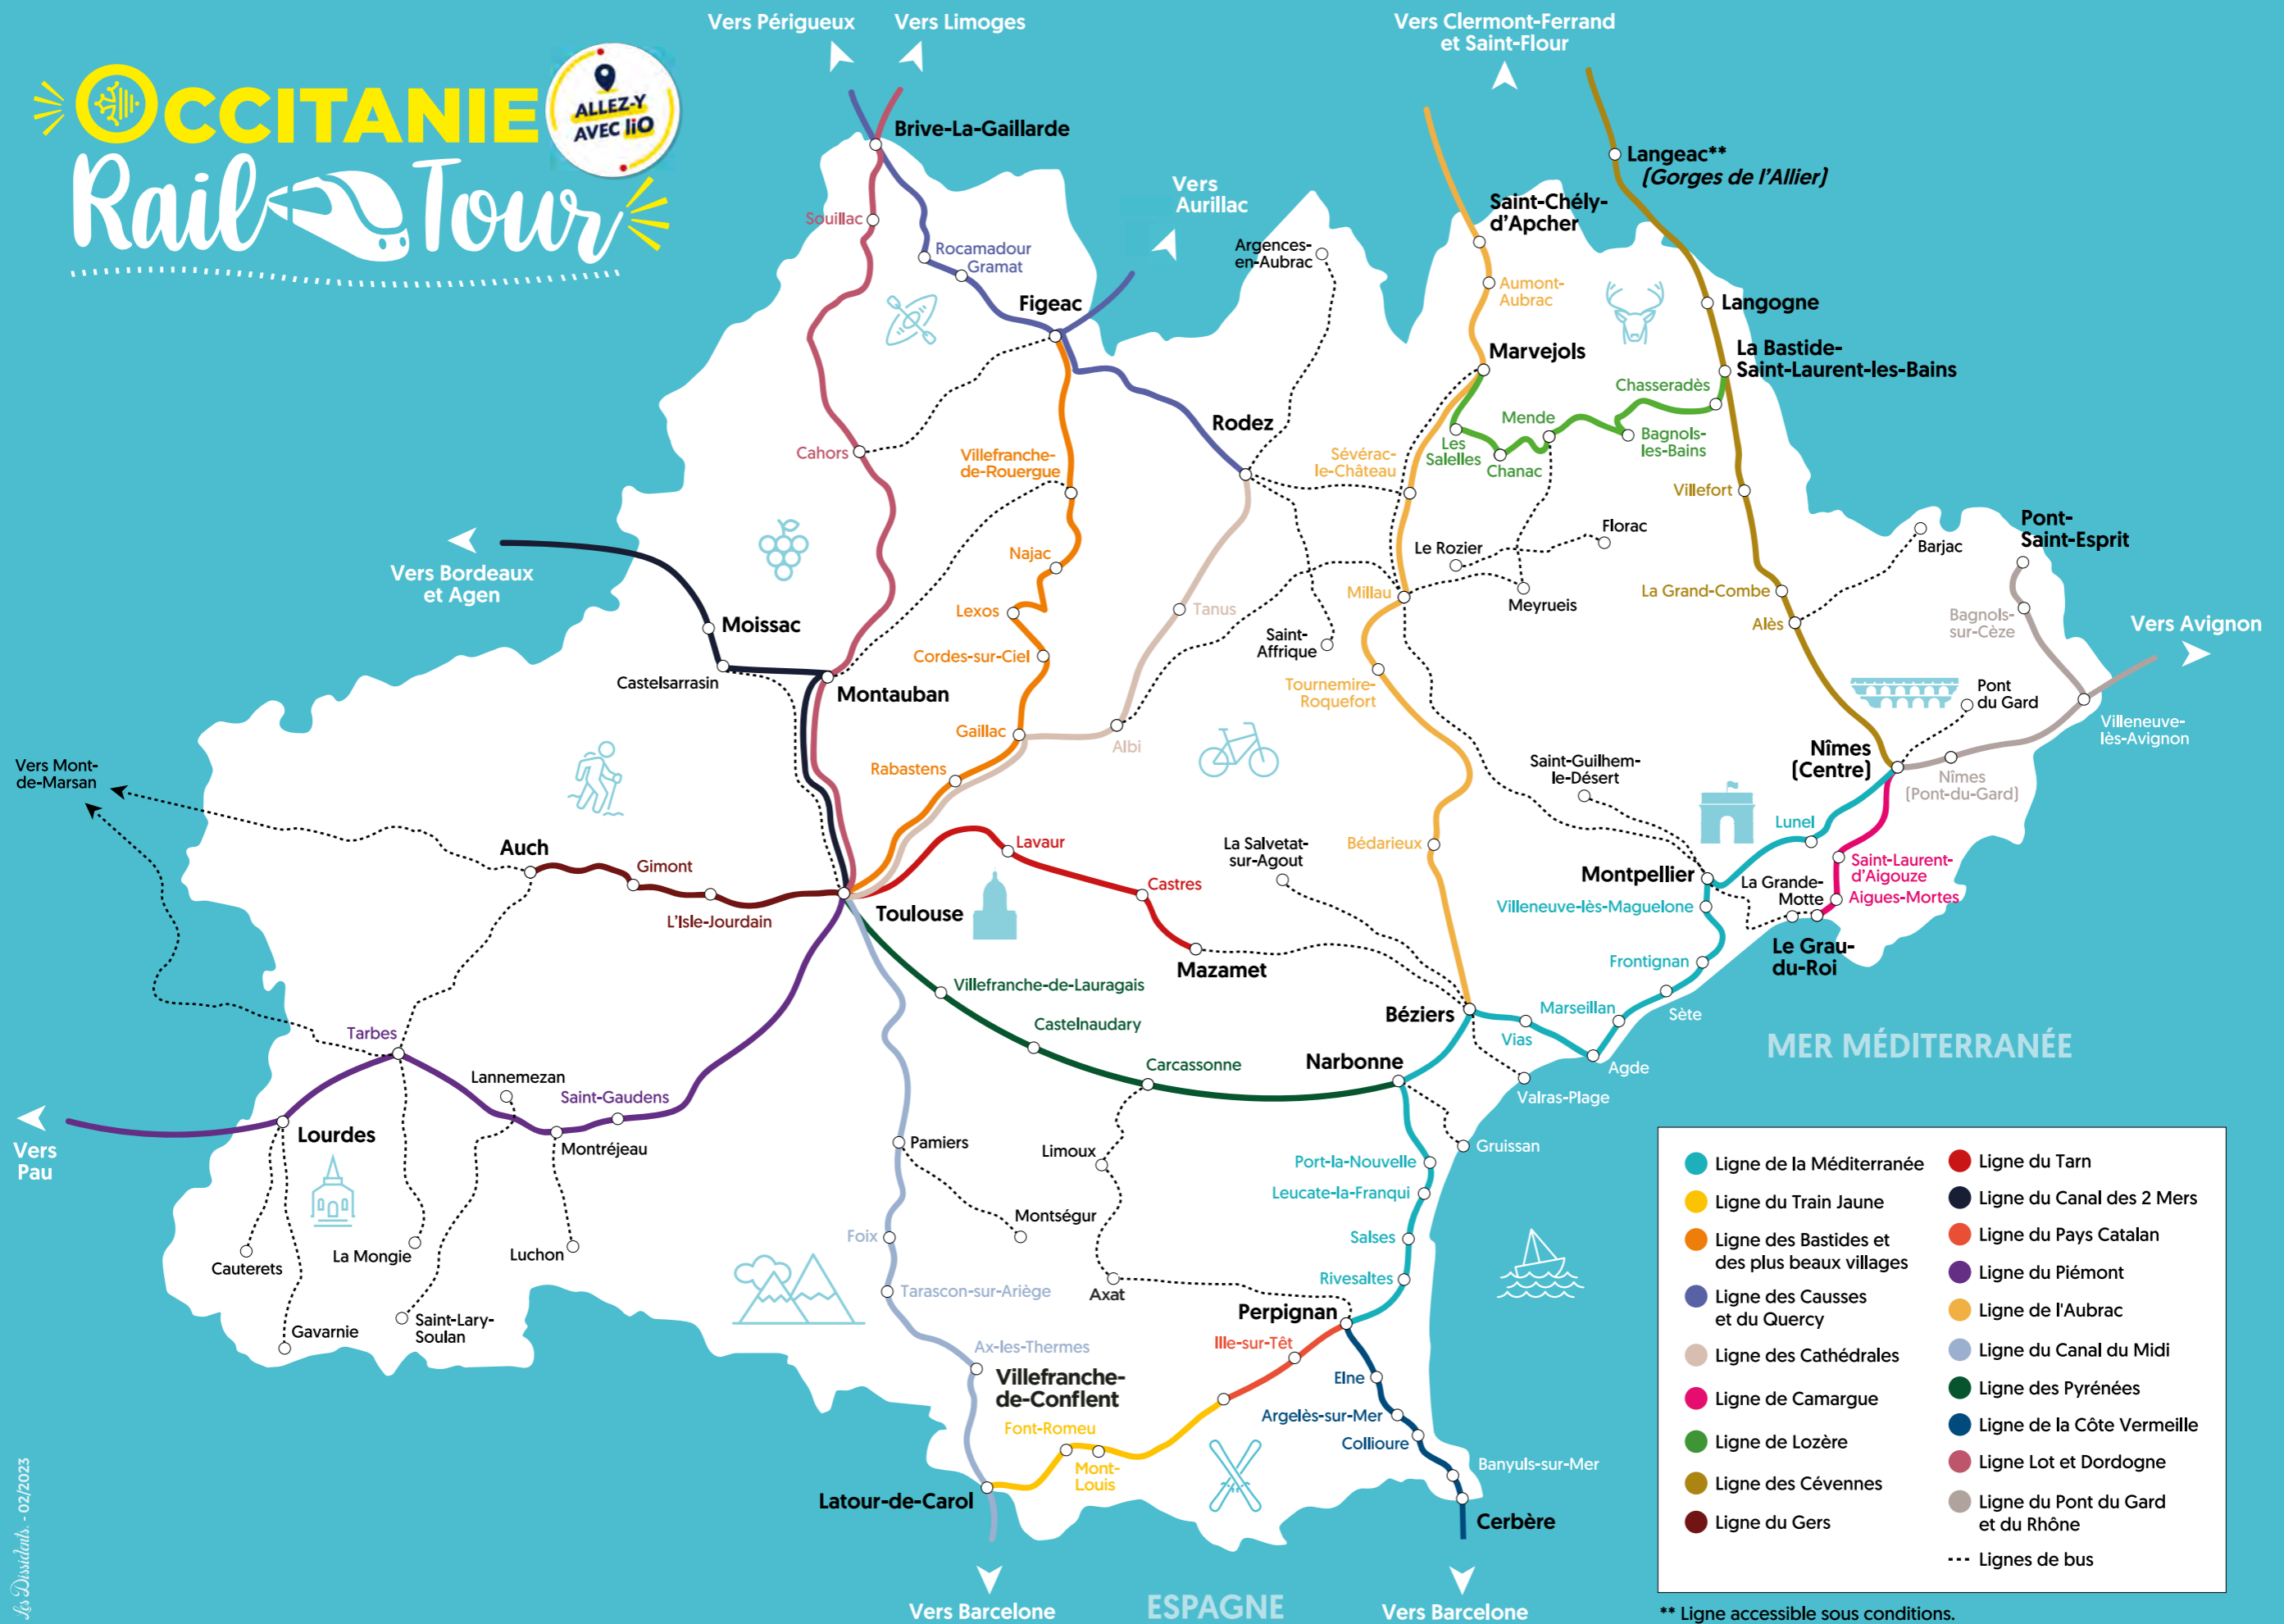 OCCITANIE
Rail Tour
ALLEZ-Y
AVEC liO
Vers Périgueux
Vers Limoges
Vers Clermont-Ferrand
et Saint-Flour
Brive-La-Gaillarde
Langeac**
(Gorges de l'Allier)
Vers
Aurillac
Souillac
Saint-Chély-
d'Apcher
Rocamadour
Gramat
Argences-
en-Aubrac
Aumont-
Aubrac
Figeac
Langogne
Marvejols
La Bastide-
Saint-Laurent-les-Bains
Chasseradès
Rodez
Mende
Cahors
Villefranche-
de-Rouergue
Sévérac-
le-Château
Les
Salelles
Chanac
Bagnols-
les-Bains
Villefort
Najac
Le Rozier
Florac
Barjac
Pont-
Saint-Esprit
Vers Bordeaux
et Agen
Lexos
Tanus
Millau
Meyrueis
La Grand-Combe
Alès
Bagnols-
sur-Cèze
Vers Avignon
Moissac
Cordes-sur-Ciel
Saint-
Affrique
Castelsarrasin
Montauban
Tournemire-
Roquefort
Pont
du Gard
Gaillac
Albi
Villeneuve-
lès-Avignon
Vers Mont-
de-Marsan
Rabastens
Saint-Guilhem-
le-Désert
Nîmes
(Centre)
Nîmes
(Pont-du-Gard)
Lunel
Auch
Gimont
Lavaur
La Salvetat-
sur-Agout
Bédarieux
Saint-Laurent-
d'Aigouze
Montpellier
La Grande-
Motte
Aigues-Mortes
L'Isle-Jourdain
Toulouse
Castres
Villeneuve-lès-Maguelone
Le Grau-
du-Roi
Mazamet
Frontignan
Villefranche-de-Lauragais
Castelnaudary
Béziers
Marseillan
Sète
Vias
Agde
MER MÉDITERRANÉE
Tarbes
Lannemezan
Saint-Gaudens
Carcassonne
Narbonne
Valras-Plage
Vers
Pau
Lourdes
Montréjeau
Pamiers
Limoux
Gruissan
Port-la-Nouvelle
Leucate-la-Franqui
Montségur
Foix
Salses
Cauterets
La Mongie
Luchon
Rivesaltes
Tarascon-sur-Ariège
Axat
Perpignan
Gavarnie
Saint-Lary-
Soulan
Ille-sur-Têt
Ax-les-Thermes
Villefranche-
de-Conflent
Elne
Argelès-sur-Mer
Collioure
Font-Romeu
Mont-
Louis
Banyuls-sur-Mer
Latour-de-Carol
Cerbère
Vers Barcelone
ESPAGNE
Vers Barcelone
Ligne de la Méditerranée
Ligne du Train Jaune
Ligne des Bastides et
des plus beaux villages
Ligne des Causses
et du Quercy
Ligne des Cathédrales
Ligne de Camargue
Ligne de Lozère
Ligne des Cévennes
Ligne du Gers
Ligne du Tarn
Ligne du Canal des 2 Mers
Ligne du Pays Catalan
Ligne du Piémont
Ligne de l'Aubrac
Ligne du Canal du Midi
Ligne des Pyrénées
Ligne de la Côte Vermeille
Ligne Lot et Dordogne
Ligne du Pont du Gard
et du Rhône
Lignes de bus
** Ligne accessible sous conditions.
Les Dissidents. - 02/2023